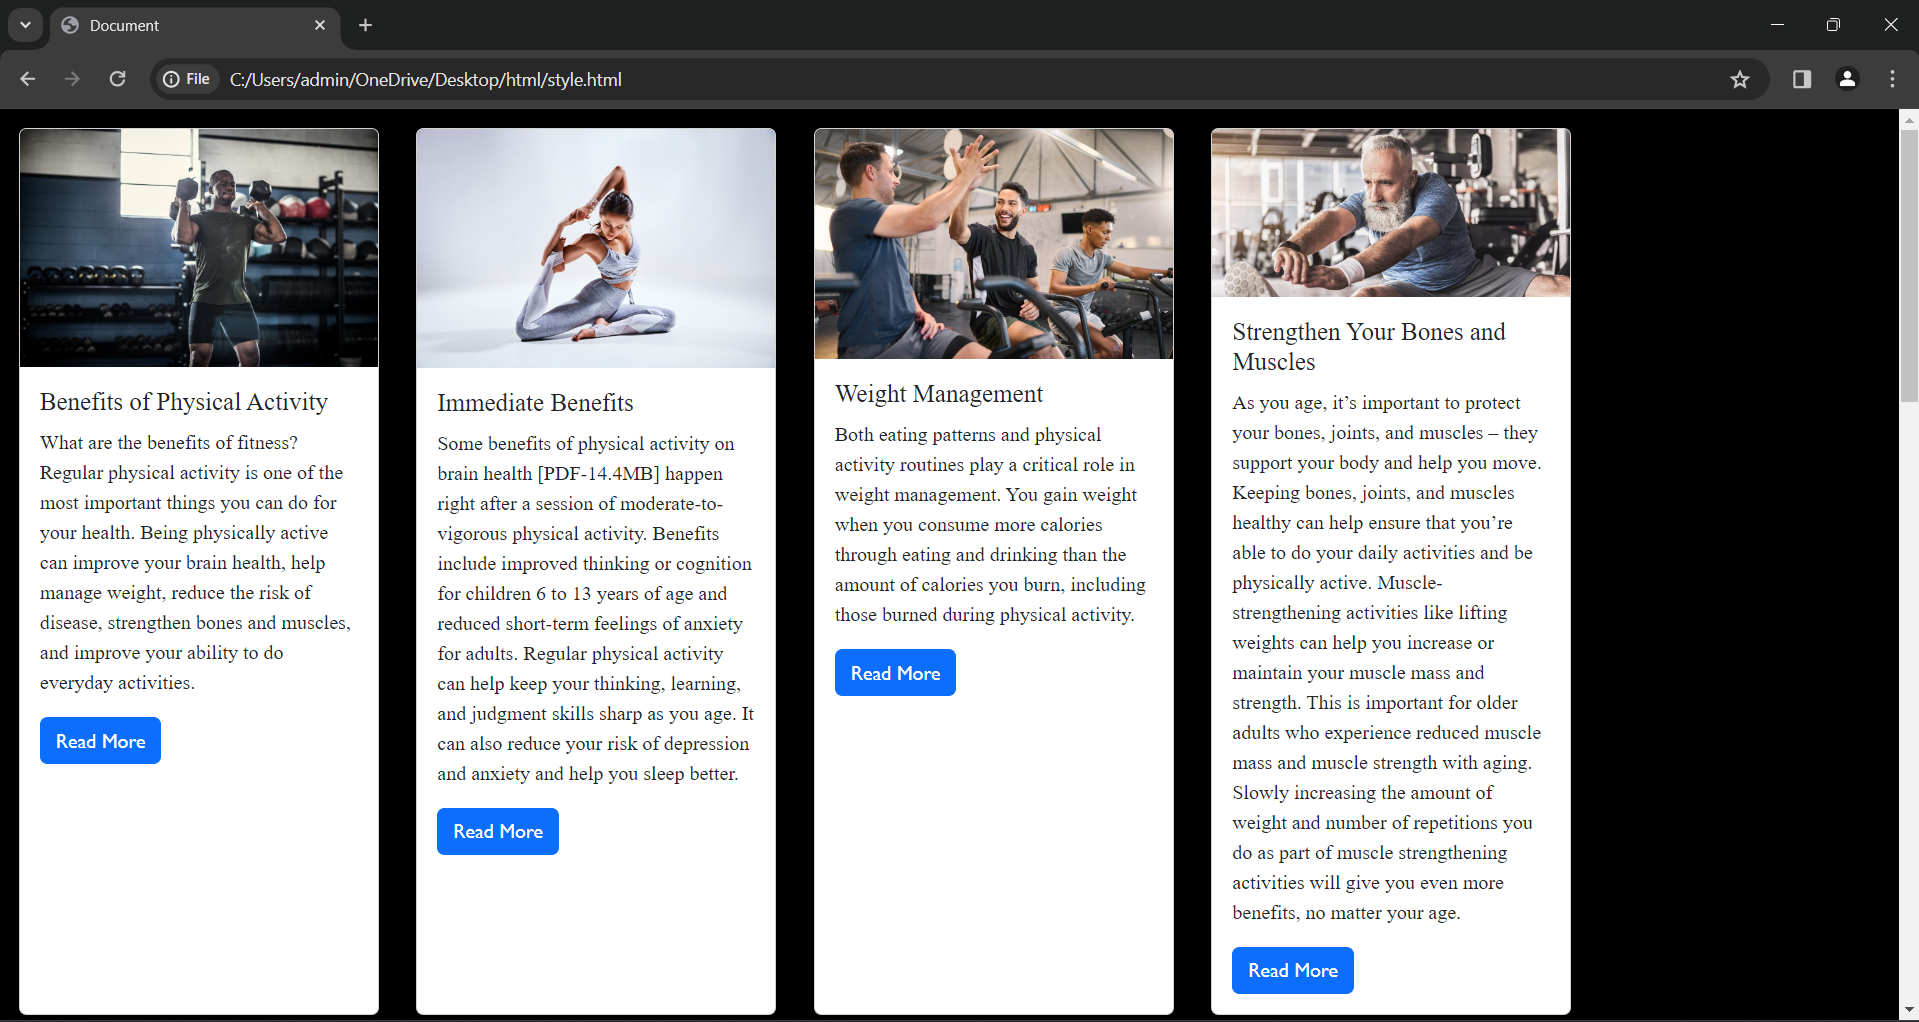 Document
File
C:/Users/admin/OneDrive/Desktop/html/style.html
Benefits of Physical Activity
What are the benefits of fitness?
Regular physical activity is one of the
most important things you can do for
your health. Being physically active
can improve your brain health, help
manage weight, reduce the risk of
disease, strengthen bones and muscles,
and improve your ability to do
everyday activities.
Read More
Immediate Benefits
Some benefits of physical activity on
brain health [PDF-14.4MB] happen
right after a session of moderate-to-
vigorous physical activity. Benefits
include improved thinking or cognition
for children 6 to 13 years of age and
reduced short-term feelings of anxiety
for adults. Regular physical activity
can help keep your thinking, learning,
and judgment skills sharp as you age. It
can also reduce your risk of depression
and anxiety and help you sleep better.
Read More
Weight Management
Both eating patterns and physical
activity routines play a critical role in
weight management. You gain weight
when you consume more calories
through eating and drinking than the
amount of calories you burn, including
those burned during physical activity.
Read More
Strengthen Your Bones and
Muscles
As you age, it’s important to protect
your bones, joints, and muscles – they
support your body and help you move.
Keeping bones, joints, and muscles
healthy can help ensure that you’re
able to do your daily activities and be
physically active. Muscle-
strengthening activities like lifting
weights can help you increase or
maintain your muscle mass and
strength. This is important for older
adults who experience reduced muscle
mass and muscle strength with aging.
Slowly increasing the amount of
weight and number of repetitions you
do as part of muscle strengthening
activities will give you even more
benefits, no matter your age.
Read More